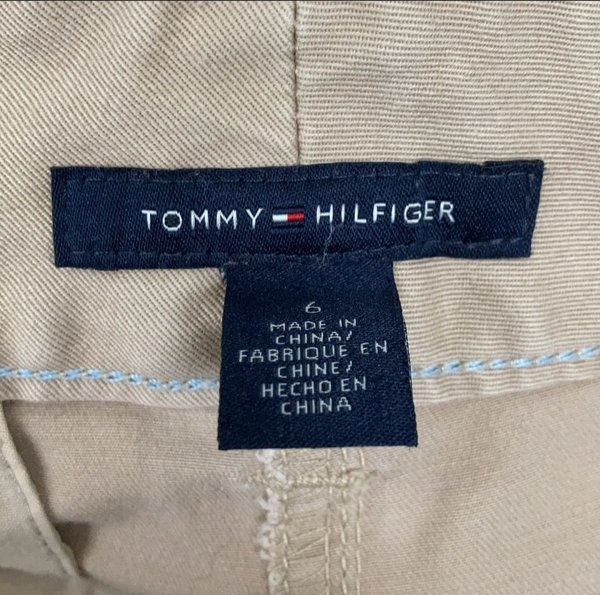 TOMMY HILFIGER
6
MADE IN
CHINA/
FABRIQUE EN
CHINE/
HECHO EN
CHINA